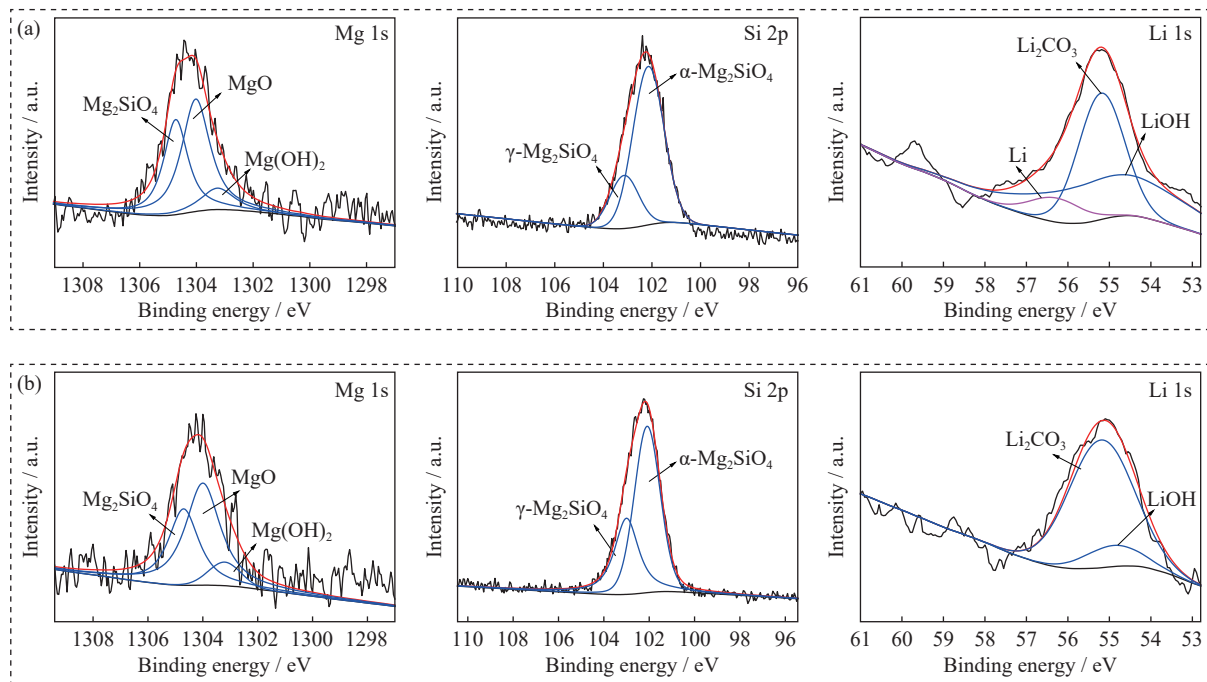 (a)
Mg 1s
MgO
Mg₂SiO₄
Mg(OH)₂
Intensity / a.u.
1308 1306 1304 1302 1300 1298
Binding energy / eV
Si 2p
α-Mg₂SiO₄
γ-Mg₂SiO₄
Intensity / a.u.
110 108 106 104 102 100 98 96
Binding energy / eV
Li 1s
Li₂CO₃
LiOH
Li
Intensity / a.u.
61 60 59 58 57 56 55 54 53
Binding energy / eV
(b)
Mg 1s
Mg₂SiO₄
MgO
Mg(OH)₂
Intensity / a.u.
1308 1306 1304 1302 1300 1298
Binding energy / eV
Si 2p
α-Mg₂SiO₄
γ-Mg₂SiO₄
Intensity / a.u.
110 108 106 104 102 100 98 96
Binding energy / eV
Li 1s
Li₂CO₃
LiOH
Intensity / a.u.
61 60 59 58 57 56 55 54 53
Binding energy / eV